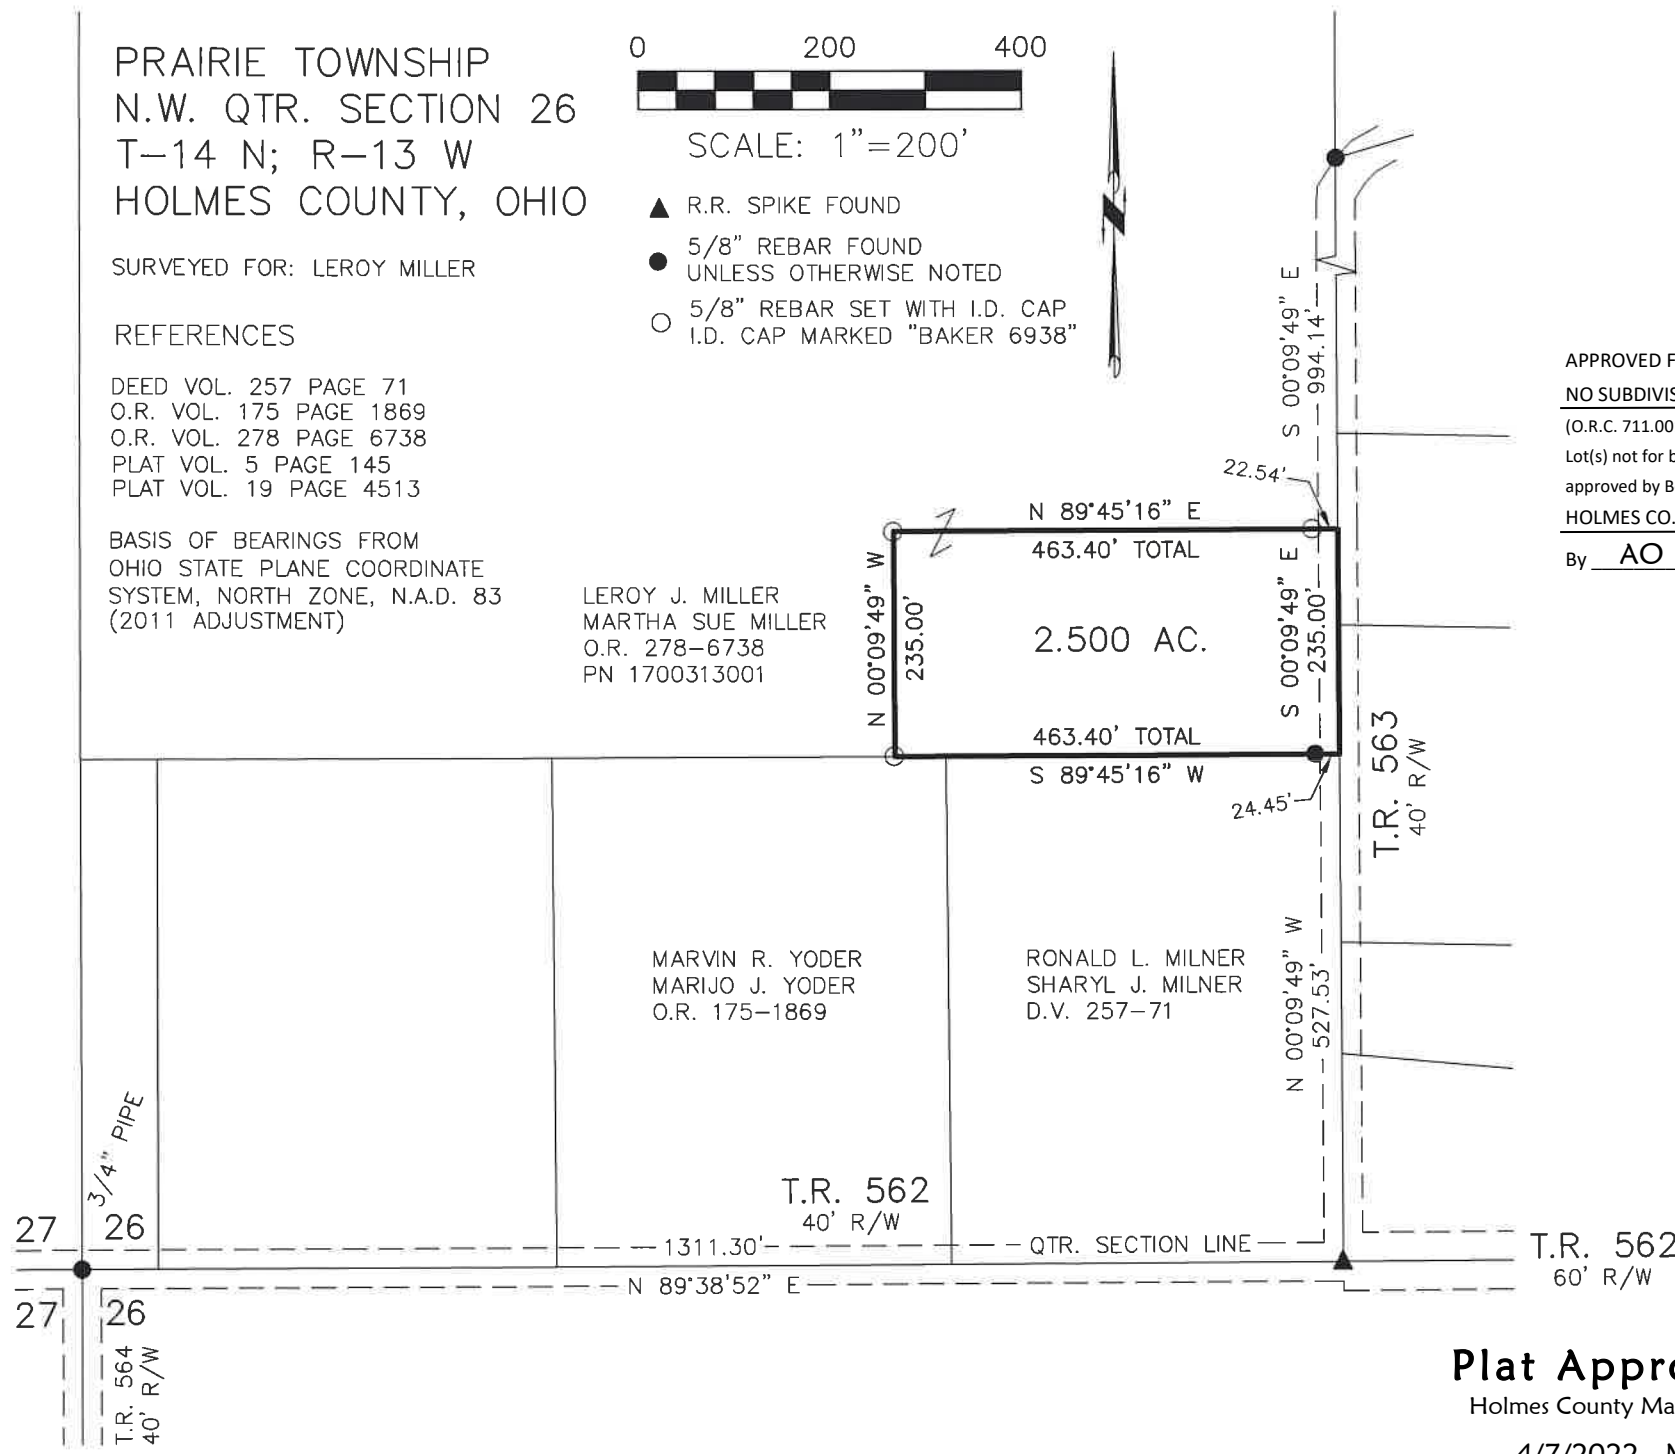 PRAIRIE TOWNSHIP
N.W. QTR. SECTION 26
T-14 N; R-13 W
HOLMES COUNTY, OHIO
SURVEYED FOR: LEROY MILLER
REFERENCES
DEED VOL. 257 PAGE 71
O.R. VOL. 175 PAGE 1869
O.R. VOL. 278 PAGE 6738
PLAT VOL. 5 PAGE 145
PLAT VOL. 19 PAGE 4513
BASIS OF BEARINGS FROM
OHIO STATE PLANE COORDINATE
SYSTEM, NORTH ZONE, N.A.D. 83
(2011 ADJUSTMENT)
0 200 400
SCALE: 1"=200'
R.R. SPIKE FOUND
5/8" REBAR FOUND
UNLESS OTHERWISE NOTED
5/8" REBAR SET WITH I.D. CAP
I.D. CAP MARKED "BAKER 6938"
N
S 00°09'49" E
994.14'
APPROVED F
NO SUBDIVIS
(O.R.C. 711.00
Lot(s) not for b
approved by B
HOLMES CO.
By AO
22.54'
N 89°45'16" E
463.40' TOTAL
N 00°09'49" W
235.00'
2.500 AC.
S 00°09'49" E
235.00'
463.40' TOTAL
S 89°45'16" W
24.45'
LEROY J. MILLER
MARTHA SUE MILLER
O.R. 278-6738
PN 1700313001
T.R. 563
40' R/W
MARVIN R. YODER
MARIJO J. YODER
O.R. 175-1869
RONALD L. MILNER
SHARYL J. MILNER
D.V. 257-71
N 00°09'49" W
527.53'
3/4" PIPE
T.R. 562
40' R/W
27 26
1311.30' QTR. SECTION LINE
N 89°38'52" E
T.R. 562
60' R/W
27 26
T.R. 564
40' R/W
Plat Appro
Holmes County Ma
4/7/2022 N